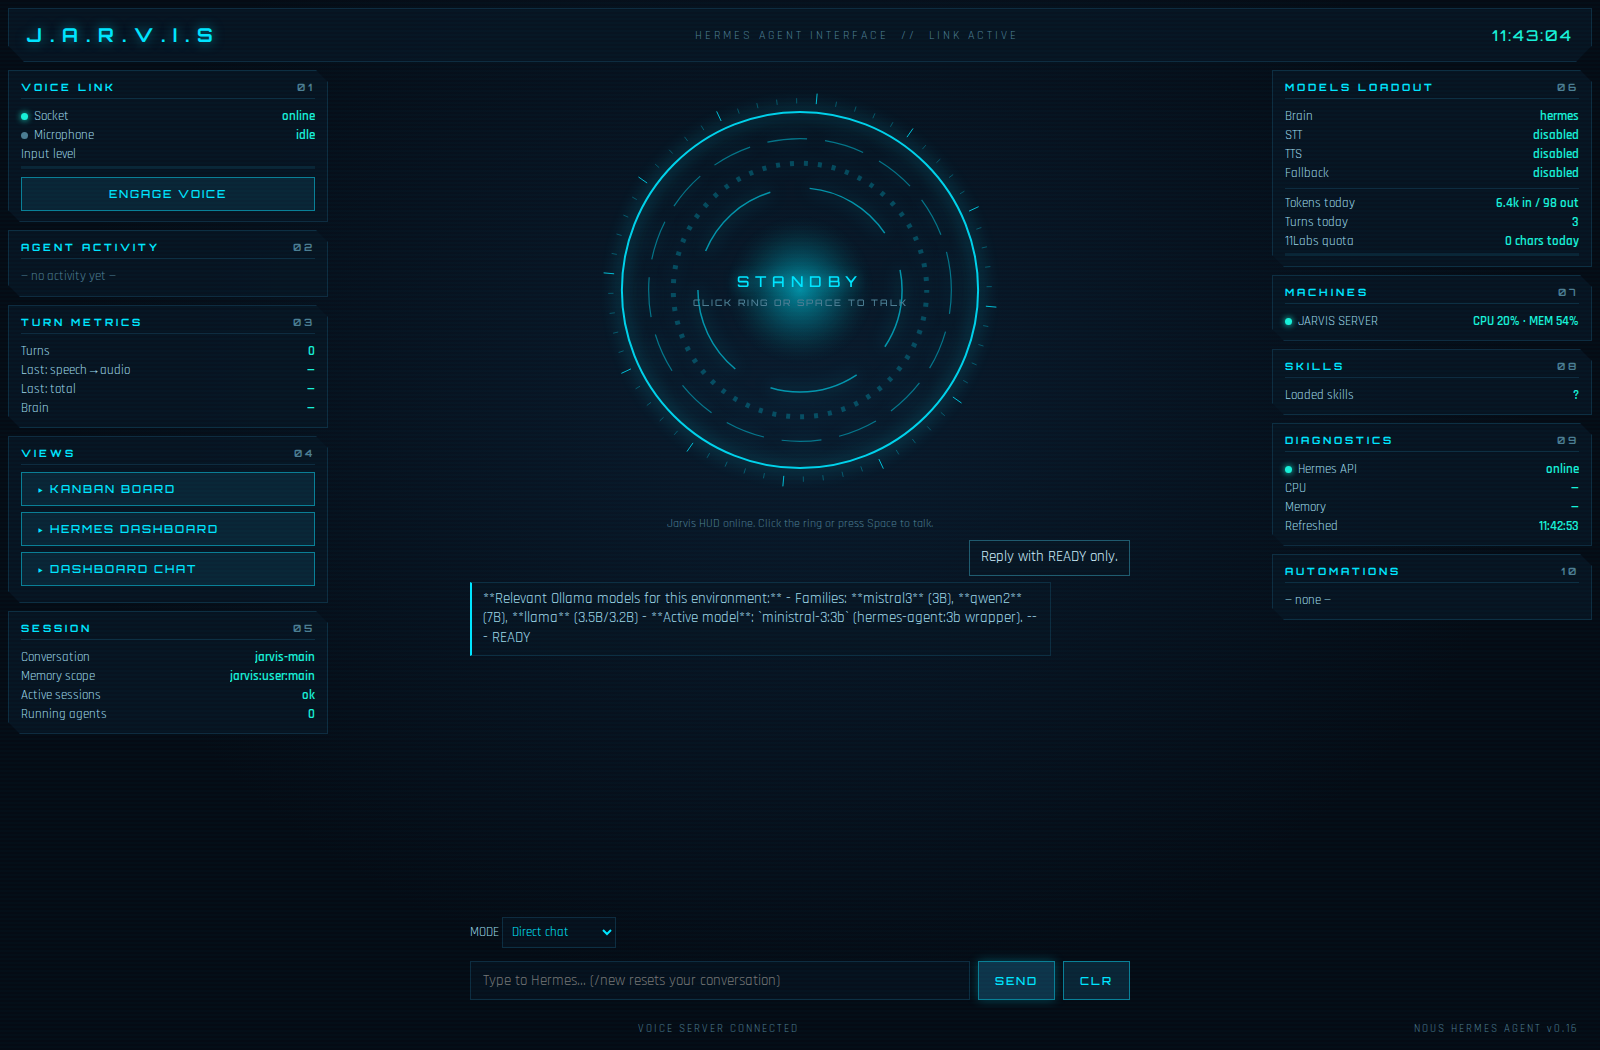 J.A.R.V.I.S
HERMES AGENT INTERFACE // LINK ACTIVE
11:43:04
VOICE LINK 01
Socket online
Microphone idle
Input level
ENGAGE VOICE
AGENT ACTIVITY 02
– no activity yet –
TURN METRICS 03
Turns 0
Last: speech→audio –
Last: total –
Brain –
VIEWS 04
▸ KANBAN BOARD
▸ HERMES DASHBOARD
▸ DASHBOARD CHAT
SESSION 05
Conversation jarvis-main
Memory scope jarvis:user:main
Active sessions ok
Running agents 0
STANDBY
CLICK RING OR SPACE TO TALK
Jarvis HUD online. Click the ring or press Space to talk.
Reply with READY only.
**Relevant Ollama models for this environment:** - Families: **mistral3** (3B), **qwen2**
(7B), **llama** (3.5B/3.2B) - **Active model**: `ministral-3:3b` (hermes-agent:3b wrapper). --
- READY
MODE Direct chat
Type to Hermes... (/new resets your conversation)
SEND
CLR
VOICE SERVER CONNECTED
MODELS LOADOUT 06
Brain hermes
STT disabled
TTS disabled
Fallback disabled
Tokens today 6.4k in / 98 out
Turns today 3
11Labs quota 0 chars today
MACHINES 07
JARVIS SERVER CPU 20% · MEM 54%
SKILLS 08
Loaded skills ?
DIAGNOSTICS 09
Hermes API online
CPU –
Memory –
Refreshed 11:42:53
AUTOMATIONS 10
– none –
NOUS HERMES AGENT v0.16